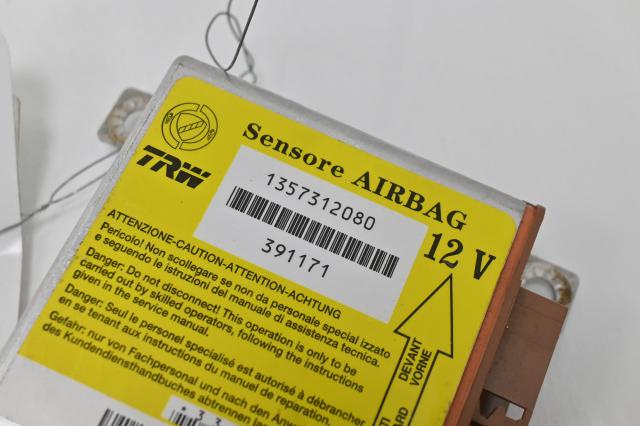 Sensore AIRBAG
TRW
12 V
1357312080
391171
ATTENZIONE-CAUTION-ATTENTION-ACHTUNG
Pericolo! Non scollegare se non da personale special izzato
e seguendo le istruzioni del manuale di assistenza tecnica.
Danger: Do not disconnect! This operation is only to be
carried out by skilled operators, following the instructions
given in the service manual.
Danger: Seul le personel spécialisé est autorisé à débrancher
en se tenant aux instructions du manuel de reparation.
Gefahr: nur von Fachpersonal und nach den
des Kundendiensthandbuches abtrennen
DEVANT
VORNE